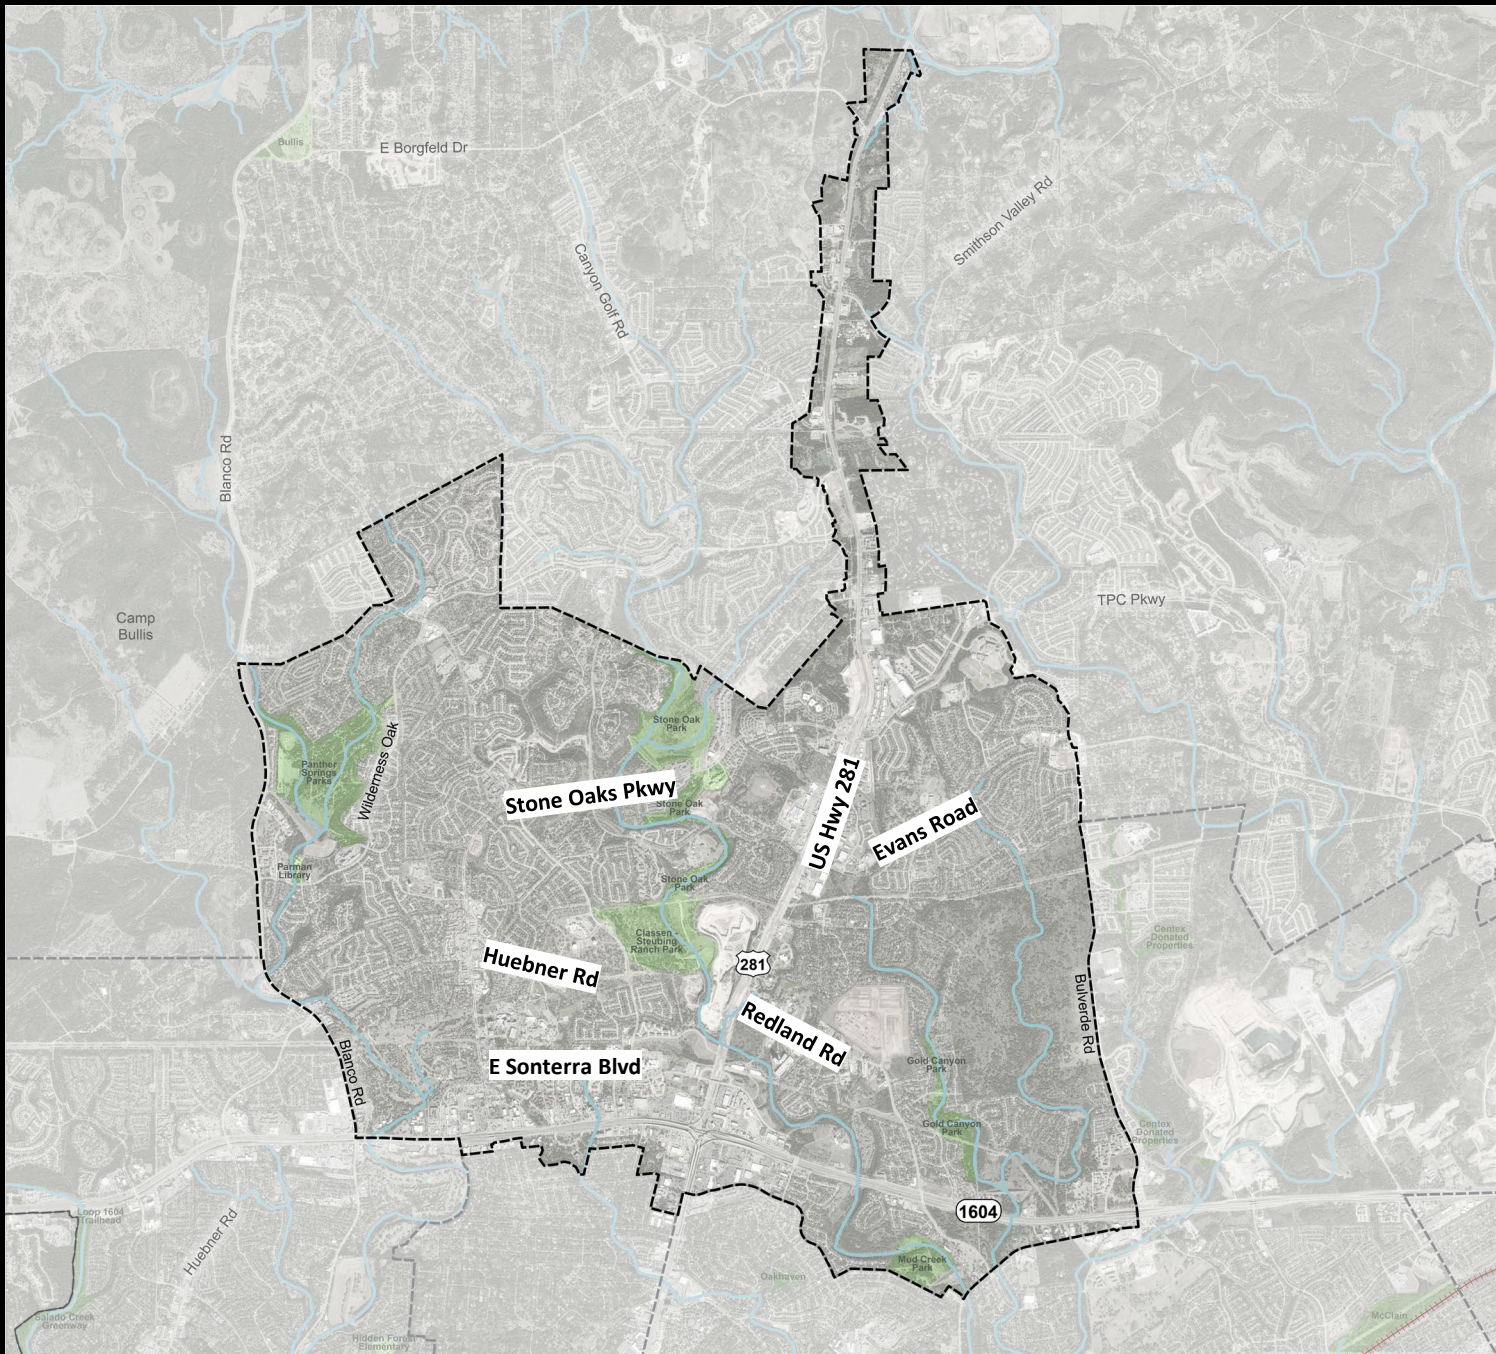 Bullis
E Borgfeld Dr
Smithson Valley Rd
Canyon Golf Rd
Blanco Rd
Camp
Bullis
TPC Pkwy
Stone Oak
Park
Wilderness Oak
Panther
Springs
Parks
Stone Oaks Pkwy
Stone Oak
Park
US Hwy 281
Evans Road
Parman
Library
Stone Oak
Park
Classen -
Steubing
Ranch Park
Huebner Rd
281
Centex
Donated
Properties
Bulverde Rd
Redland Rd
E Sonterra Blvd
Blanco Rd
Gold Canyon
Park
Gold Canyon
Park
Centex
Donated
Properties
1604
Loop 1604
Trailhead
Huebner Rd
Mud Creek
Park
Oakhaven
Salado Creek
Greenway
Hidden Forest
Elementary
McClain